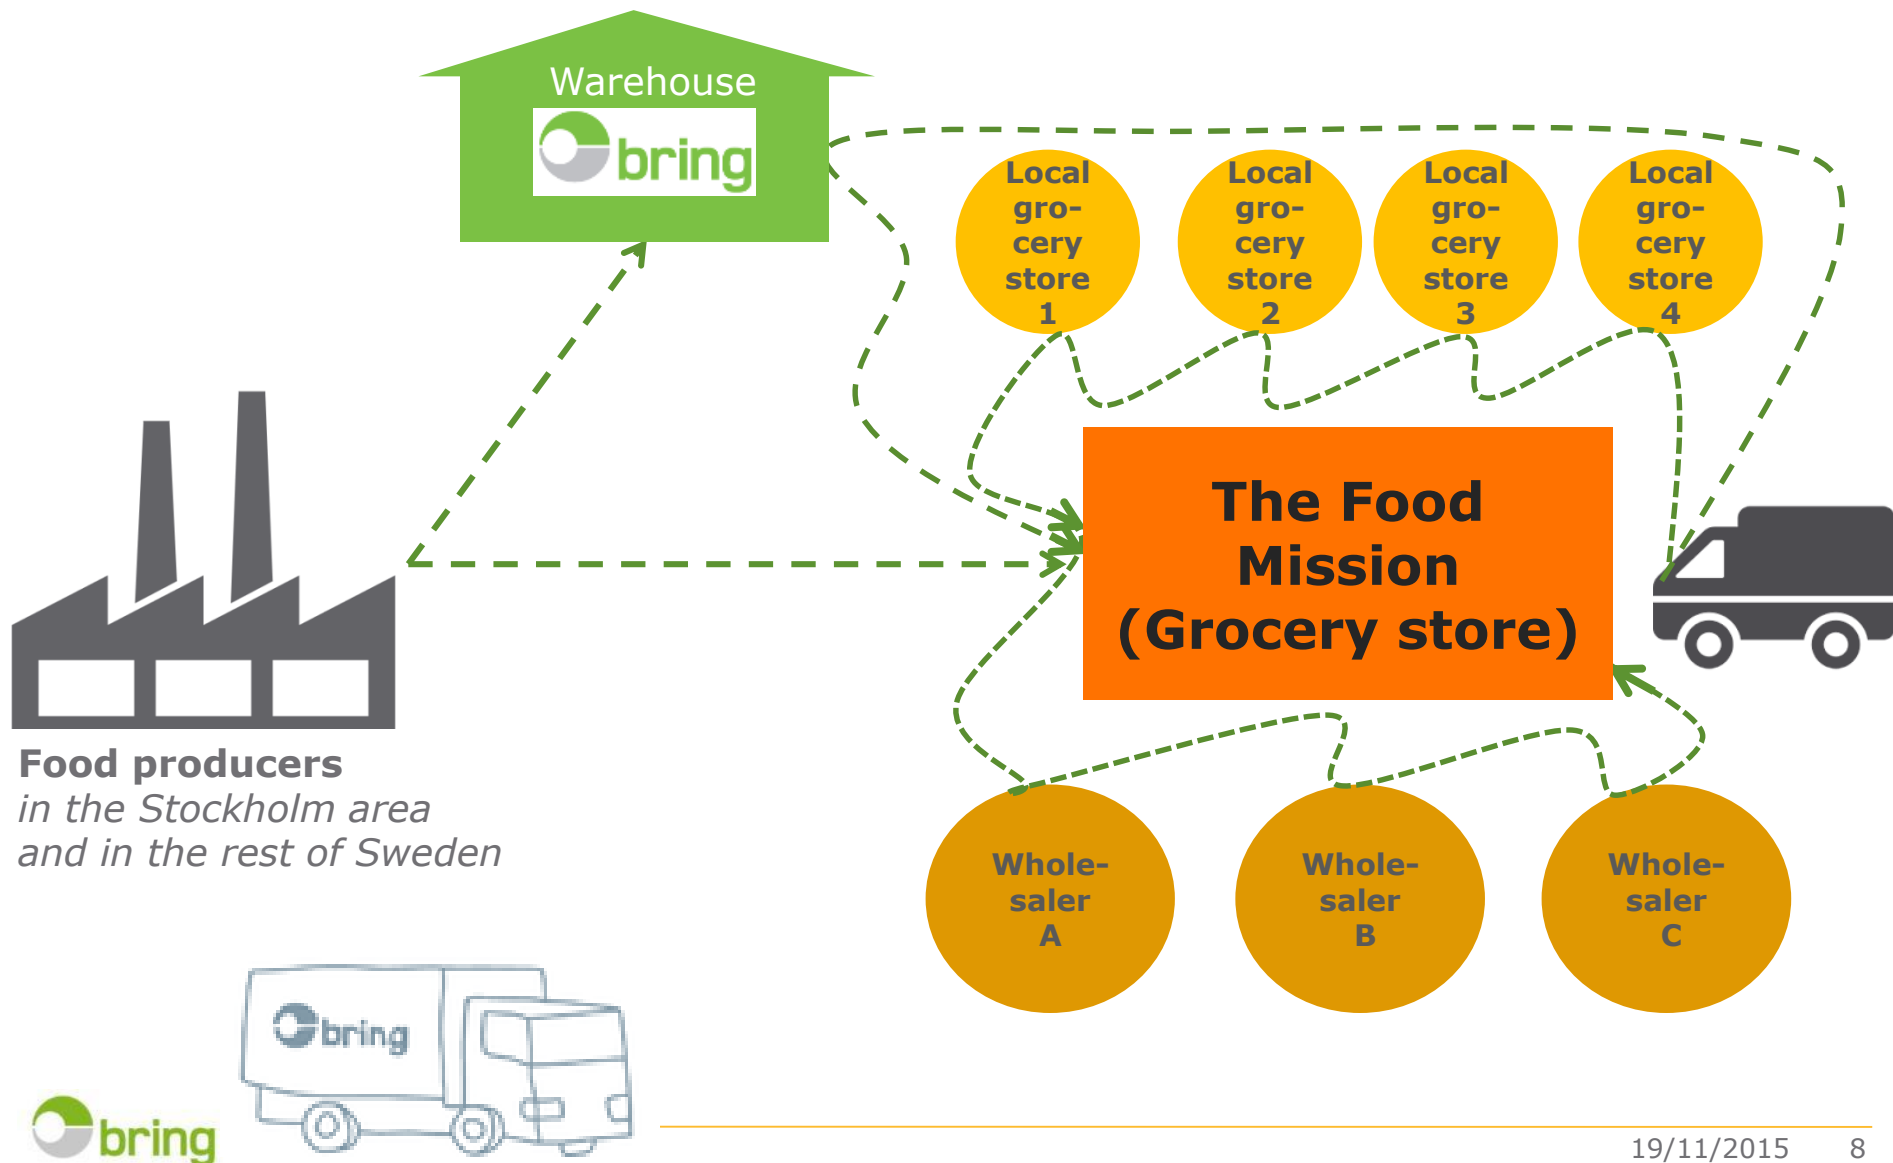 Warehouse
bring
Local
gro-
cery
store
1
Local
gro-
cery
store
2
Local
gro-
cery
store
3
Local
gro-
cery
store
4
The Food
Mission
(Grocery store)
Food producers
in the Stockholm area
and in the rest of Sweden
Whole-
saler
A
Whole-
saler
B
Whole-
saler
C
bring
bring
19/11/2015 8